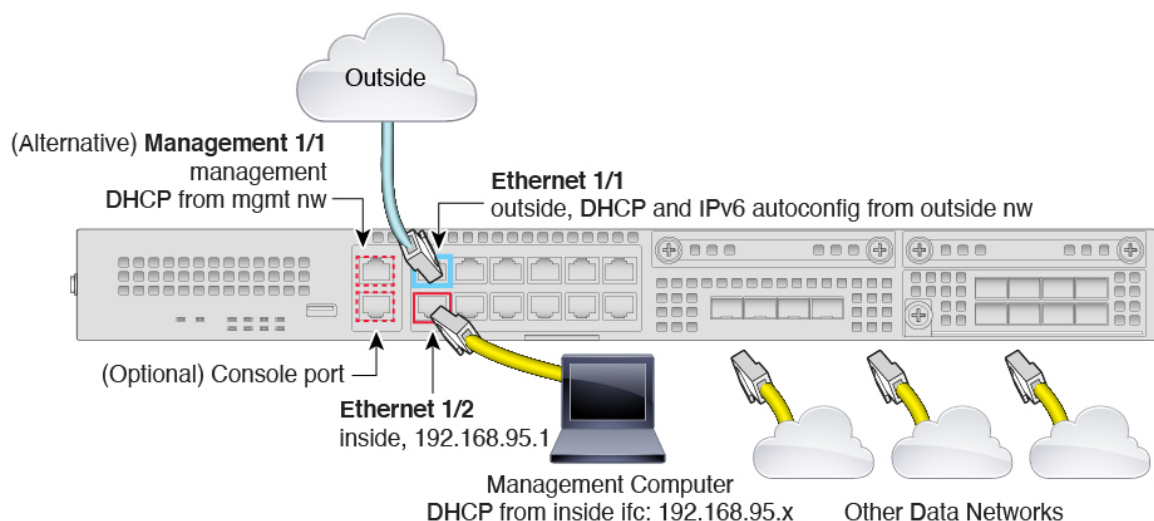 Outside
(Alternative) Management 1/1
management
DHCP from mgmt nw
Ethernet 1/1
outside, DHCP and IPv6 autoconfig from outside nw
(Optional) Console port
Ethernet 1/2
inside, 192.168.95.1
Management Computer
DHCP from inside ifc: 192.168.95.x
Other Data Networks